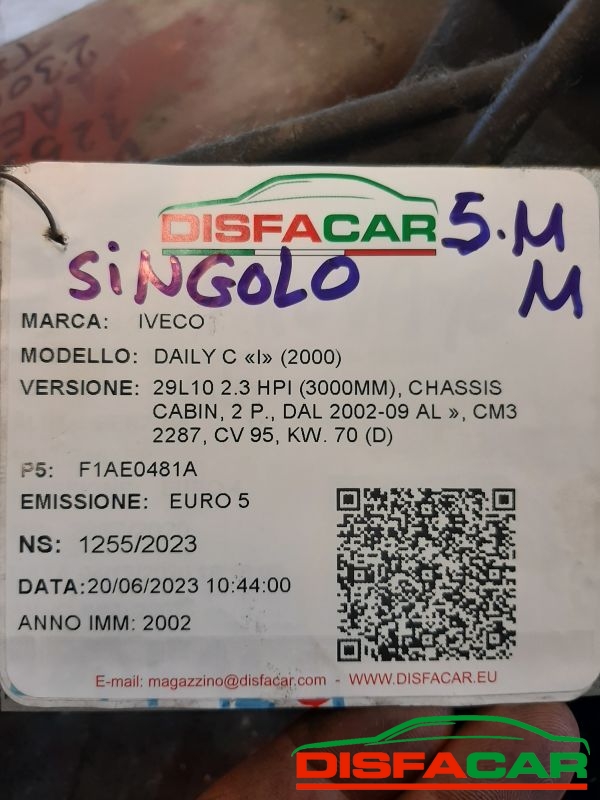 230
DISFACAR
5.M
SiNGOLO
M
MARCA: IVECO
MODELLO: DAILY C «I» (2000)
VERSIONE: 29L10 2.3 HPI (3000MM), CHASSIS
CABIN, 2 P., DAL 2002-09 AL », CM3
2287, CV 95, KW. 70 (D)
P5: F1AE0481A
EMISSIONE: EURO 5
NS: 1255/2023
DATA:20/06/2023 10:44:00
ANNO IMM: 2002
E-mail: magazzino@disfacar.com - WWW.DISFACAR.EU
DISFACAR